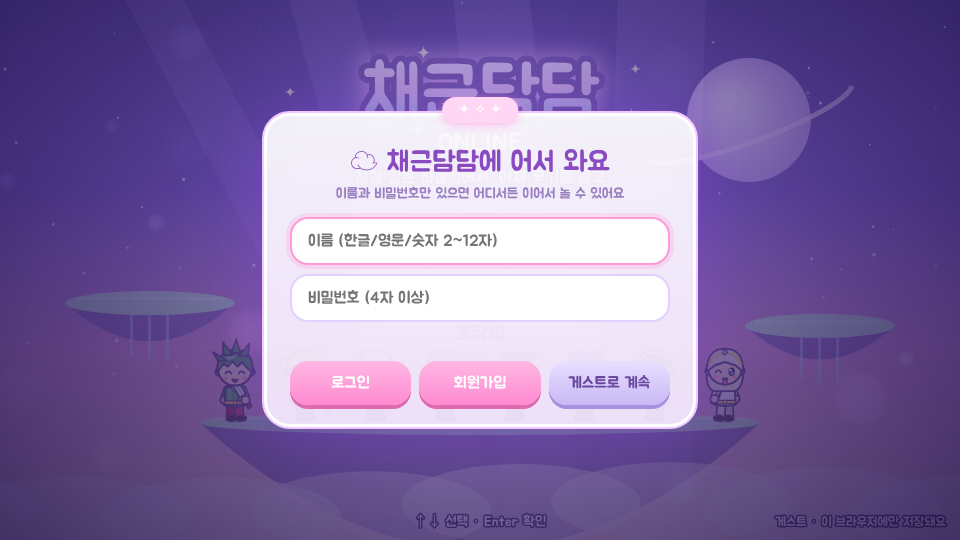 채근담담
ONLINE
채근담담에 어서 와요
이름과 비밀번호만 있으면 어디서든 이어서 놀 수 있어요
이름 (한글/영문/숫자 2~12자)
비밀번호 (4자 이상)
조작법
로그인
회원가입
게스트로 계속
↑ ↓ 선택 · Enter 확인
게스트 · 이 브라우저에만 저장돼요